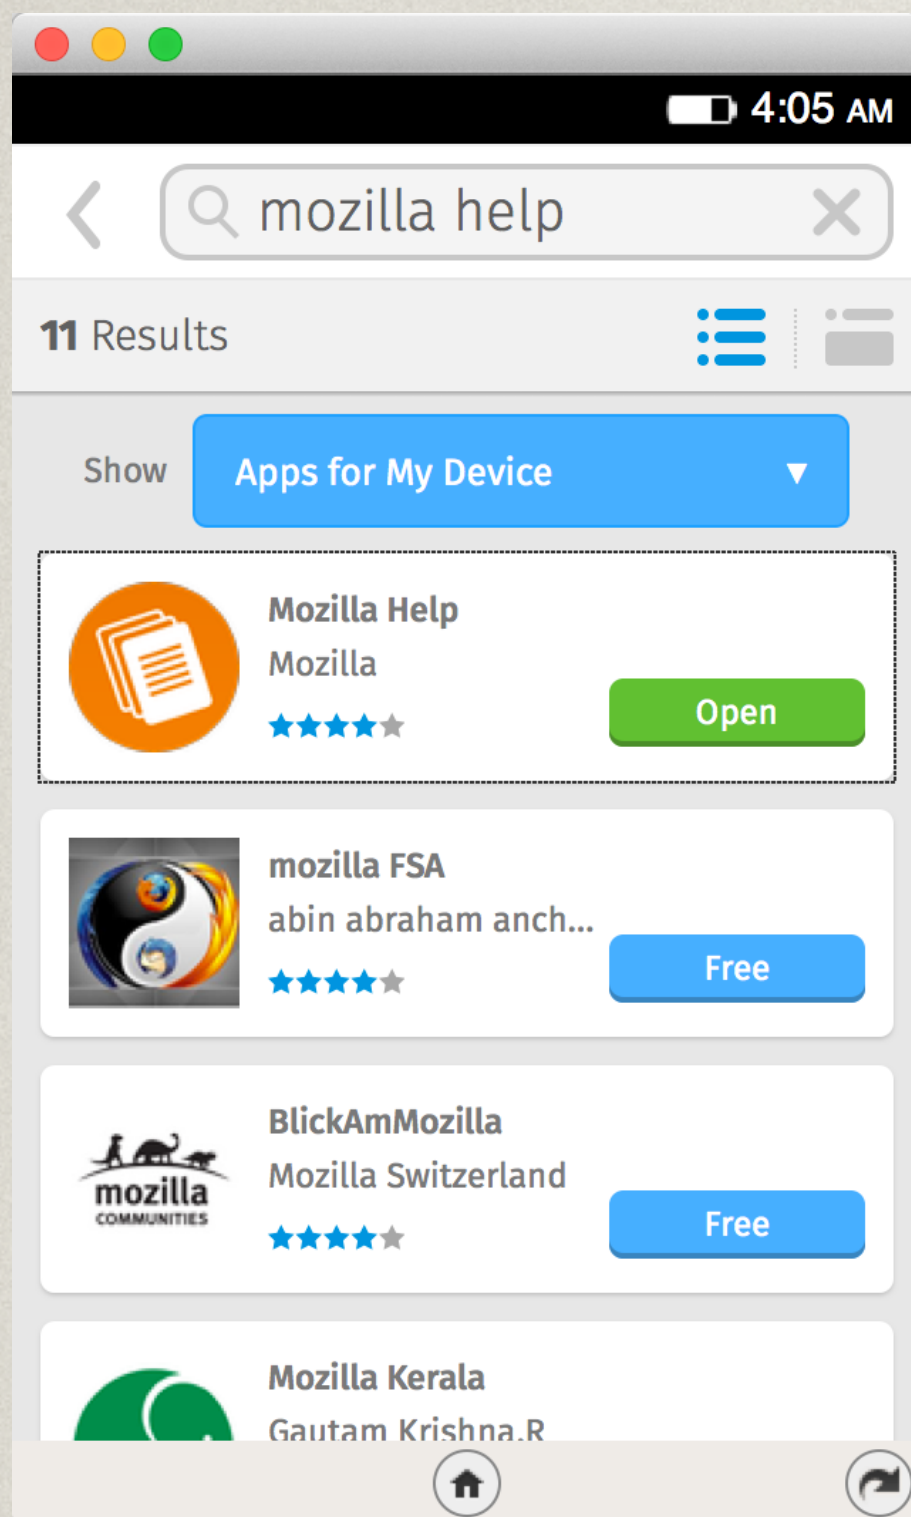 4:05 AM
mozilla help
11 Results
Show
Apps for My Device
Mozilla Help
Mozilla
Open
mozilla FSA
abin abraham anch...
Free
mozilla
COMMUNITIES
BlickAmMozilla
Mozilla Switzerland
Free
Mozilla Kerala
Gautam Krishna.R